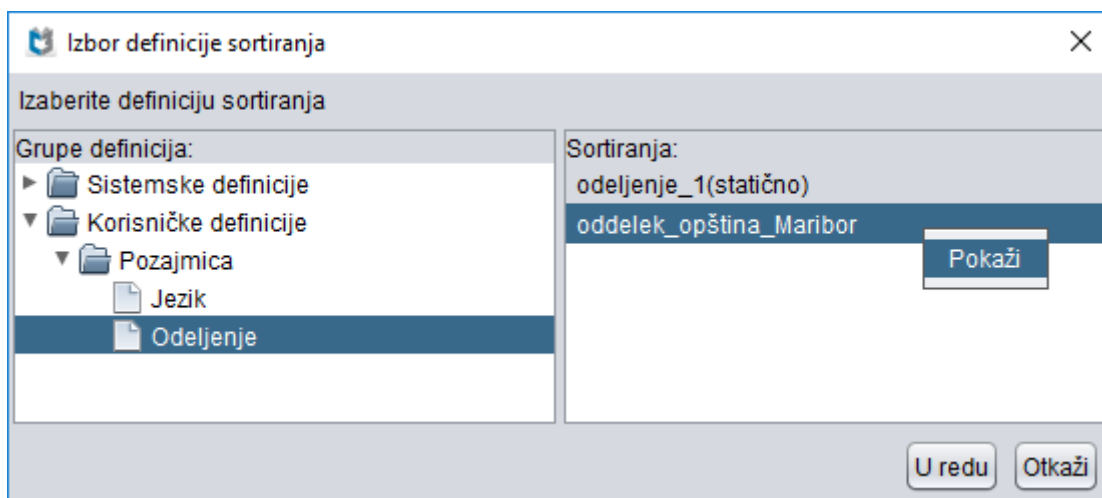 Izbor definicije sortiranja
Izaberite definiciju sortiranja
Grupe definicija:
Sistemske definicije
Korisničke definicije
Pozajmica
Jezik
Odeljenje
Sortiranja:
odeljenje_1(statično)
oddelek_opština_Maribor
Pokaži
U redu
Otkaži